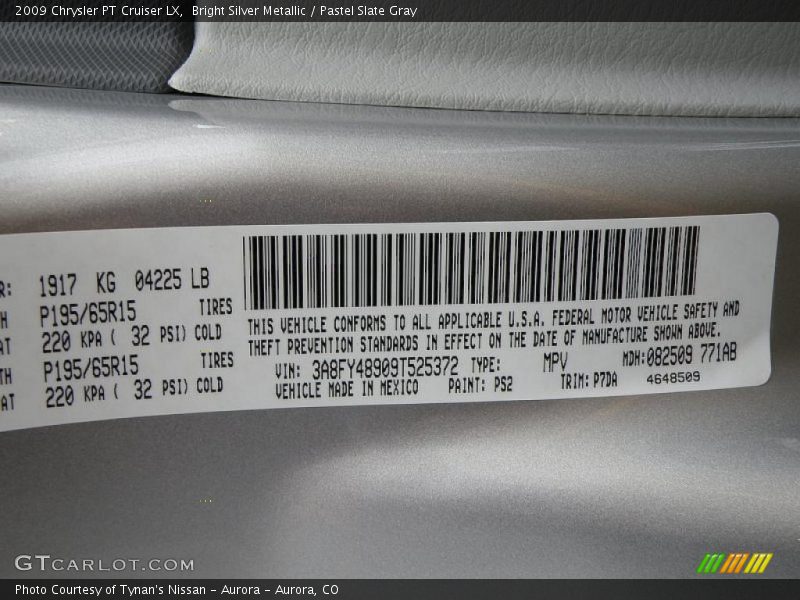 2009 Chrysler PT Cruiser LX, Bright Silver Metallic / Pastel Slate Gray
R: 1917 KG 04225 LB
TH P195/65R15 TIRES
AT 220 KPA ( 32 PSI) COLD
TH P195/65R15 TIRES
AT 220 KPA ( 32 PSI) COLD
THIS VEHICLE CONFORMS TO ALL APPLICABLE U.S.A. FEDERAL MOTOR VEHICLE SAFETY AND
THEFT PREVENTION STANDARDS IN EFFECT ON THE DATE OF MANUFACTURE SHOWN ABOVE.
VIN: 3A8FY48909T525372 TYPE: MPV MDH:082509 771AB
VEHICLE MADE IN MEXICO PAINT: PS2 TRIM: P7DA 4648509
GTCARLOT.COM
Photo Courtesy of Tynan's Nissan - Aurora - Aurora, CO